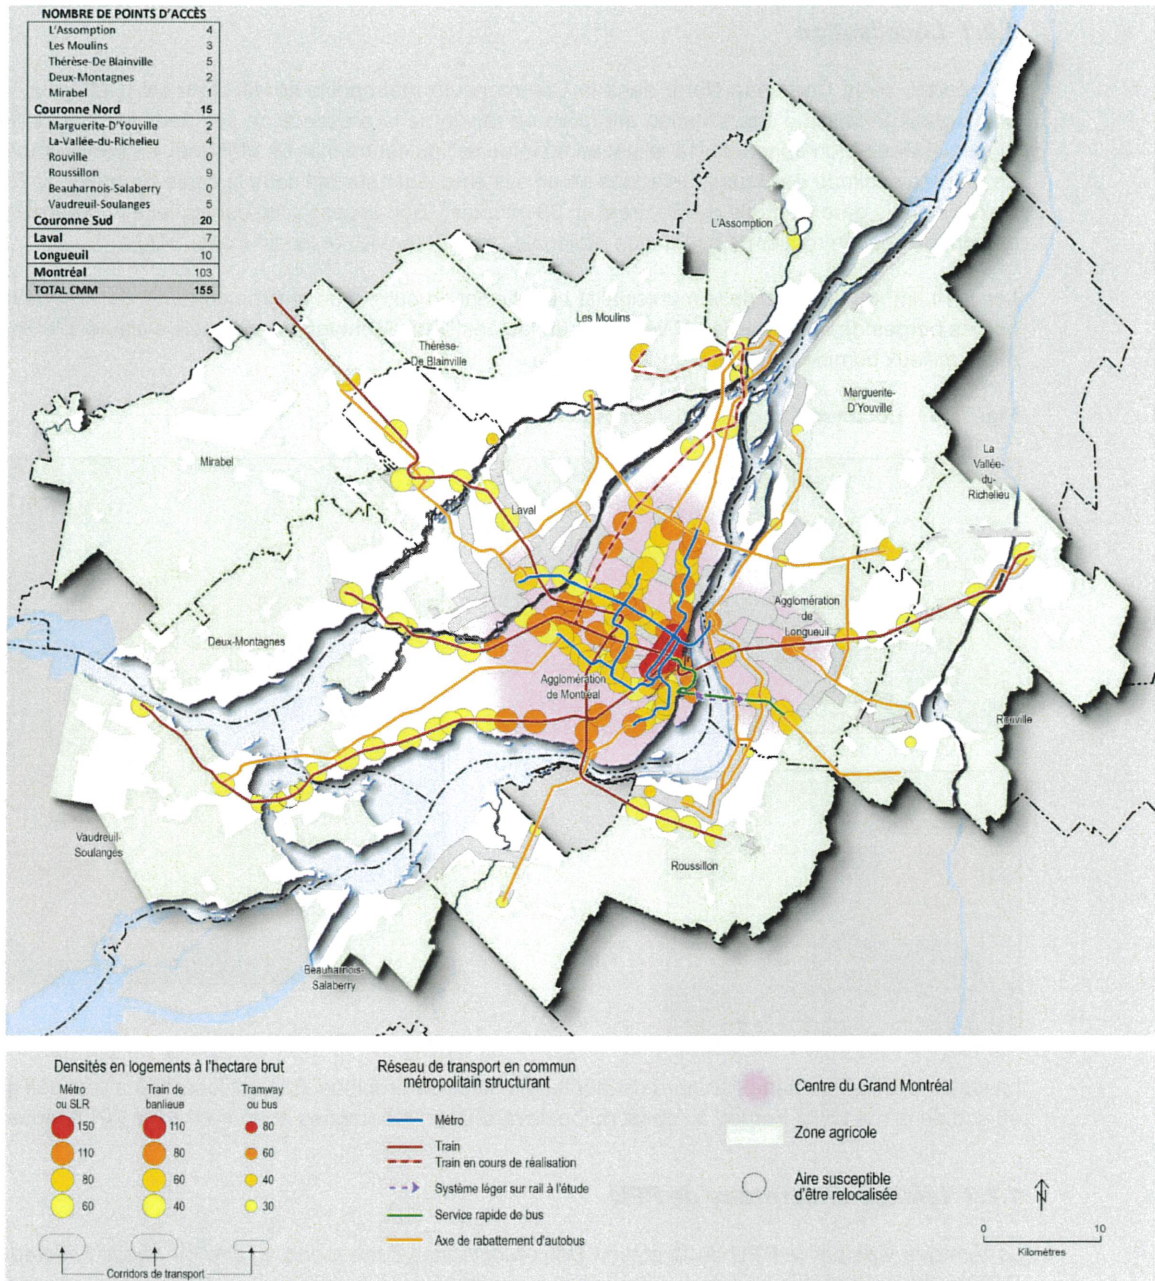 NOMBRE DE POINTS D'ACCÈS
L'Assomption 4
Les Moulins 3
Thérèse-De Blainville 5
Deux-Montagnes 2
Mirabel 1
Couronne Nord 15
Marguerite-D'Youville 2
La-Vallée-du-Richelieu 4
Rouville 0
Roussillon 9
Beauharnois-Salaberry 0
Vaudreuil-Soulanges 5
Couronne Sud 20
Laval 7
Longueuil 10
Montréal 103
TOTAL CMM 155
L'Assomption
Les Moulins
Thérèse-
De Blainville
Marguerite-
D'Youville
Mirabel
La
Vallée-
du-
Richelieu
Laval
Agglomération
de
Longueuil
Deux-Montagnes
Agglomération
de Montréal
Rouville
Vaudreuil-
Soulanges
Roussillon
Beauharnois-
Salaberry
Densités en logements à l'hectare brut
Métro
ou SLR
Train de
banlieue
Tramway
ou bus
150 110 80
110 80 60
80 60 40
60 40 30
Corridors de transport
Réseau de transport en commun
métropolitain structurant
Métro
Train
Train en cours de réalisation
Système léger sur rail à l'étude
Service rapide de bus
Axe de rabattement d'autobus
Centre du Grand Montréal
Zone agricole
Aire susceptible
d'être relocalisée
N
0 10
Kilomètres